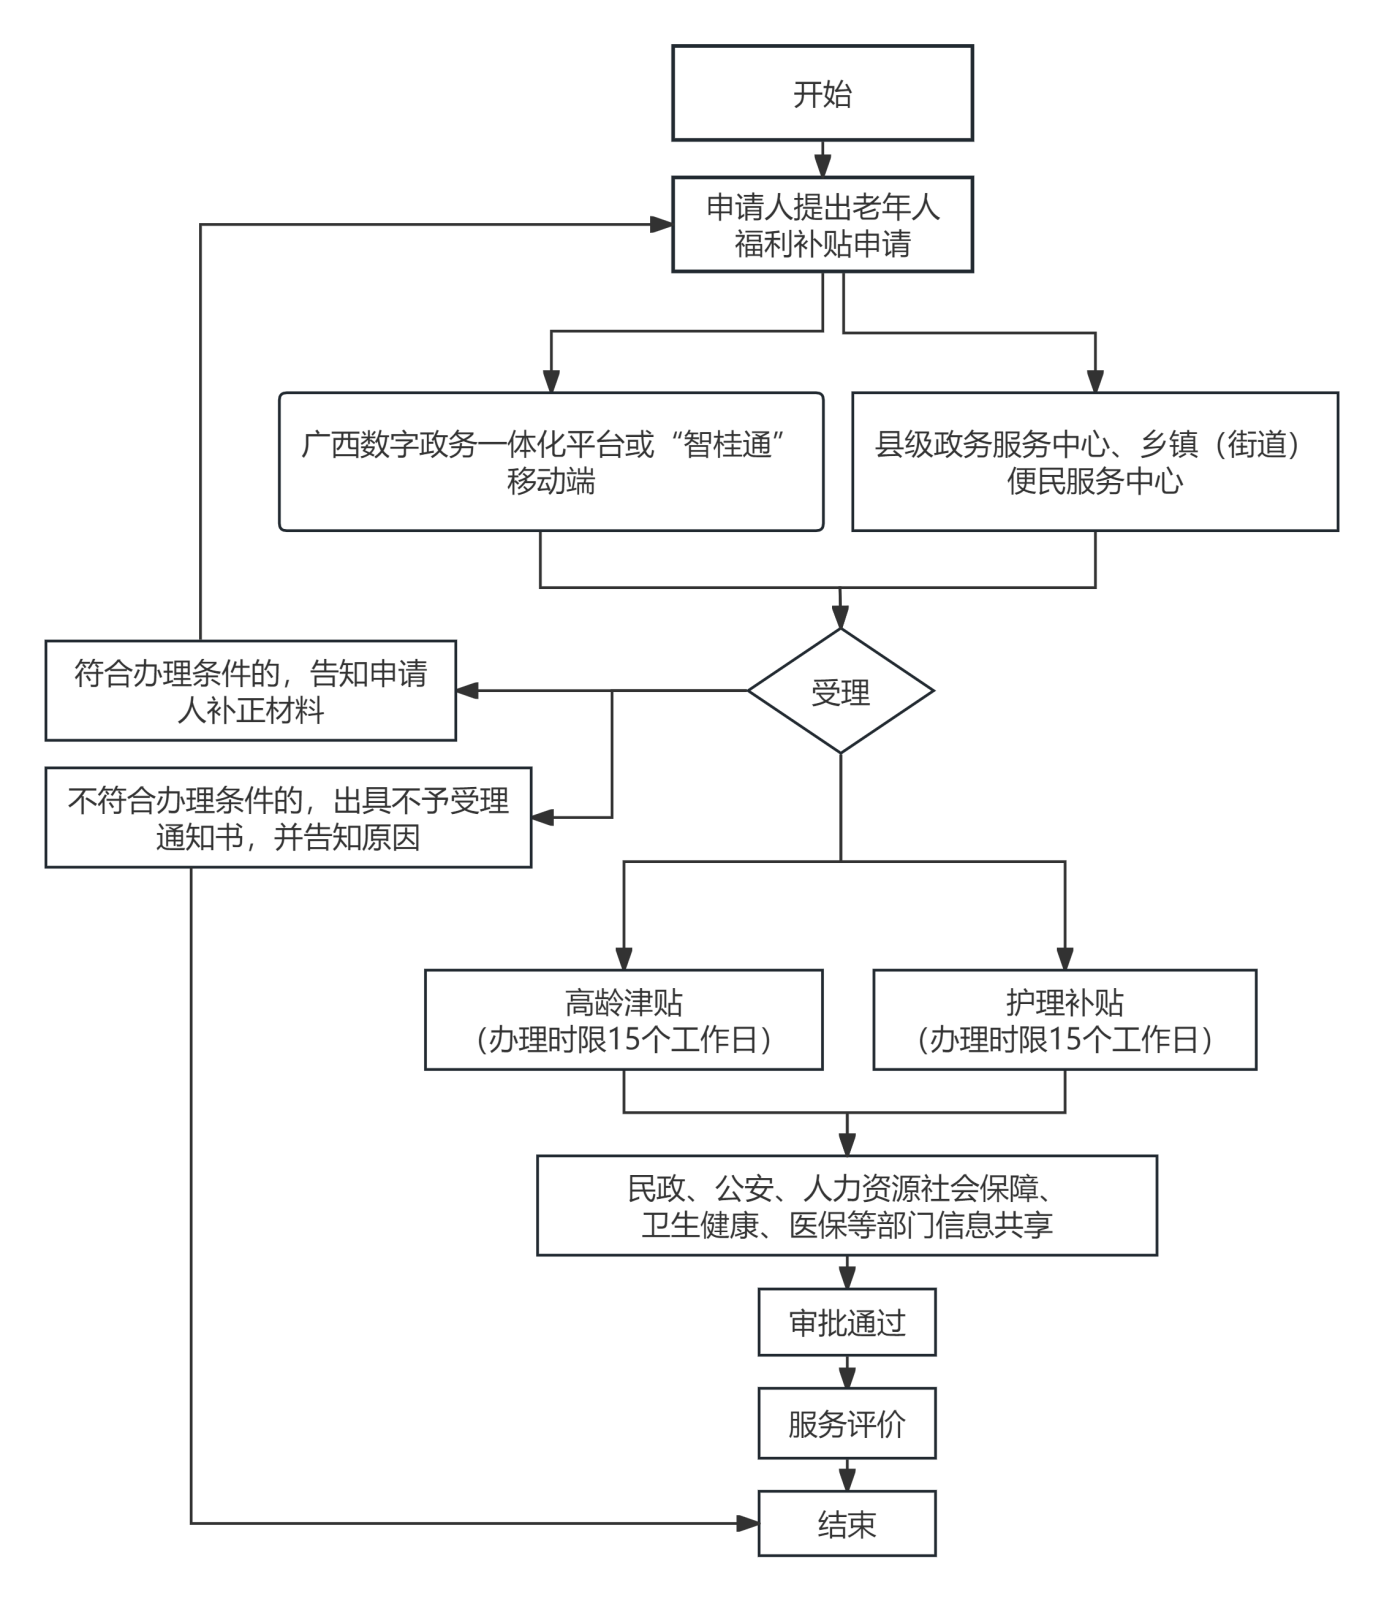 开始
申请人提出老年人
福利补贴申请
广西数字政务一体化平台或“智桂通”
移动端
县级政务服务中心、乡镇（街道）
便民服务中心
受理
符合办理条件的，告知申请
人补正材料
不符合办理条件的，出具不予受理
通知书，并告知原因
高龄津贴
（办理时限15个工作日）
护理补贴
（办理时限15个工作日）
民政、公安、人力资源社会保障、
卫生健康、医保等部门信息共享
审批通过
服务评价
结束